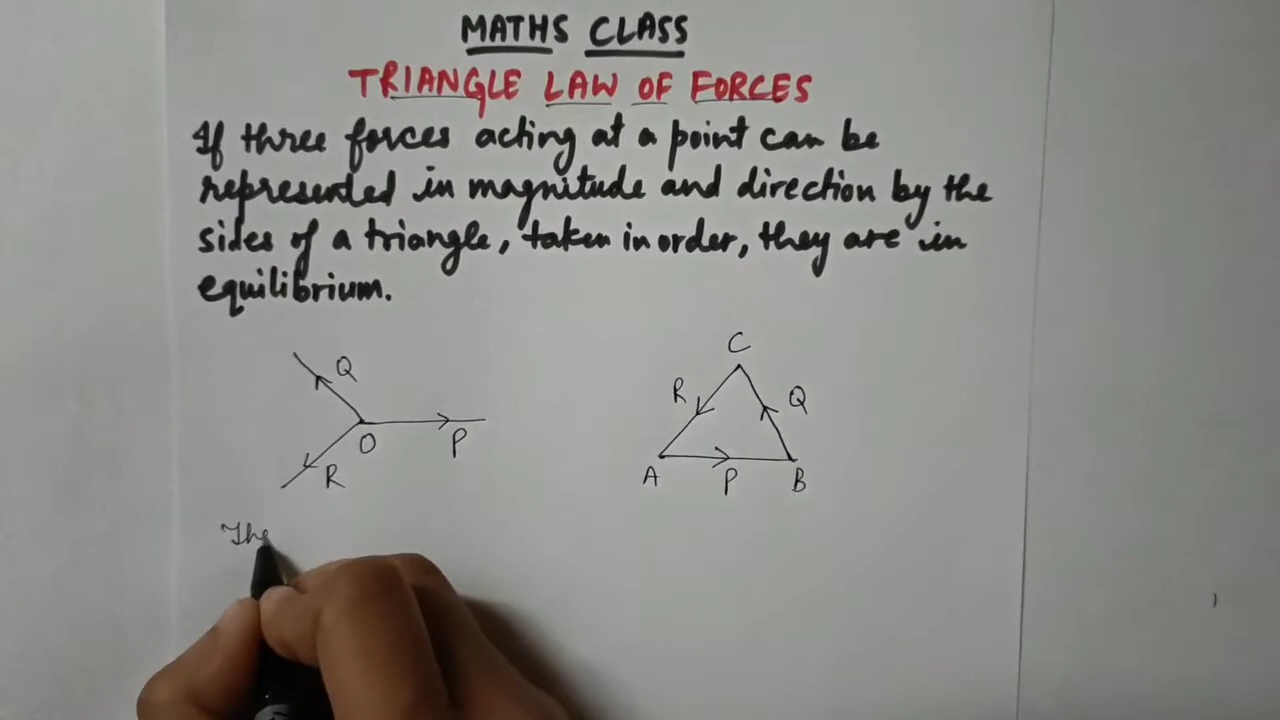 MATHS CLASS
TRIANGLE LAW OF FORCES
If three forces acting at a point can be
represented in magnitude and direction by the
sides of a triangle, taken in order, they are in
equilibrium.
C
Q
R
Q
O
P
R
A
P
B
The